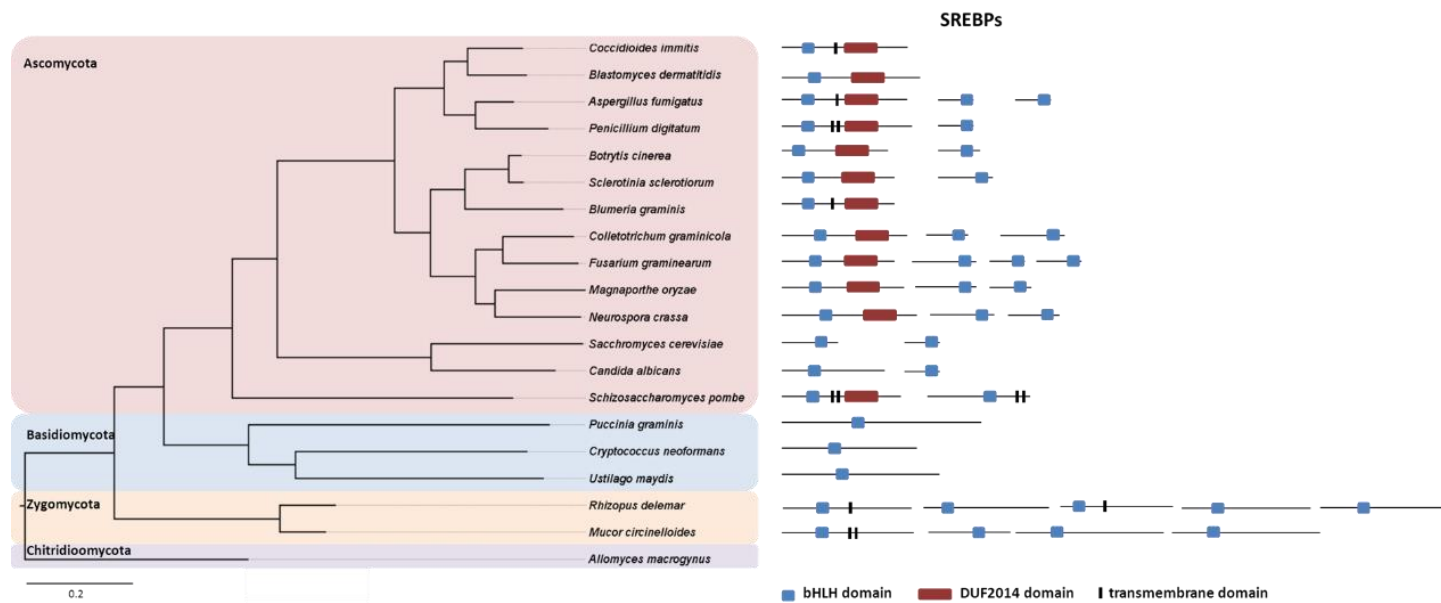 SREBPs
Ascomycota
Coccidioides immitis
Blastomyces dermatitidis
Aspergillus fumigatus
Penicillium digitatum
Botrytis cinerea
Sclerotinia sclerotiorum
Blumeria graminis
Colletotrichum graminicola
Fusarium graminearum
Magnaporthe oryzae
Neurospora crassa
Sacchromyces cerevisiae
Candida albicans
Schizosaccharomyces pombe
Basidiomycota
Puccinia graminis
Cryptococcus neoformans
Ustilago maydis
Zygomycota
Rhizopus delemar
Mucor circinelloides
Chitridioomycota
Allomyces macrogynus
0.2
bHLH domain DUF2014 domain transmembrane domain